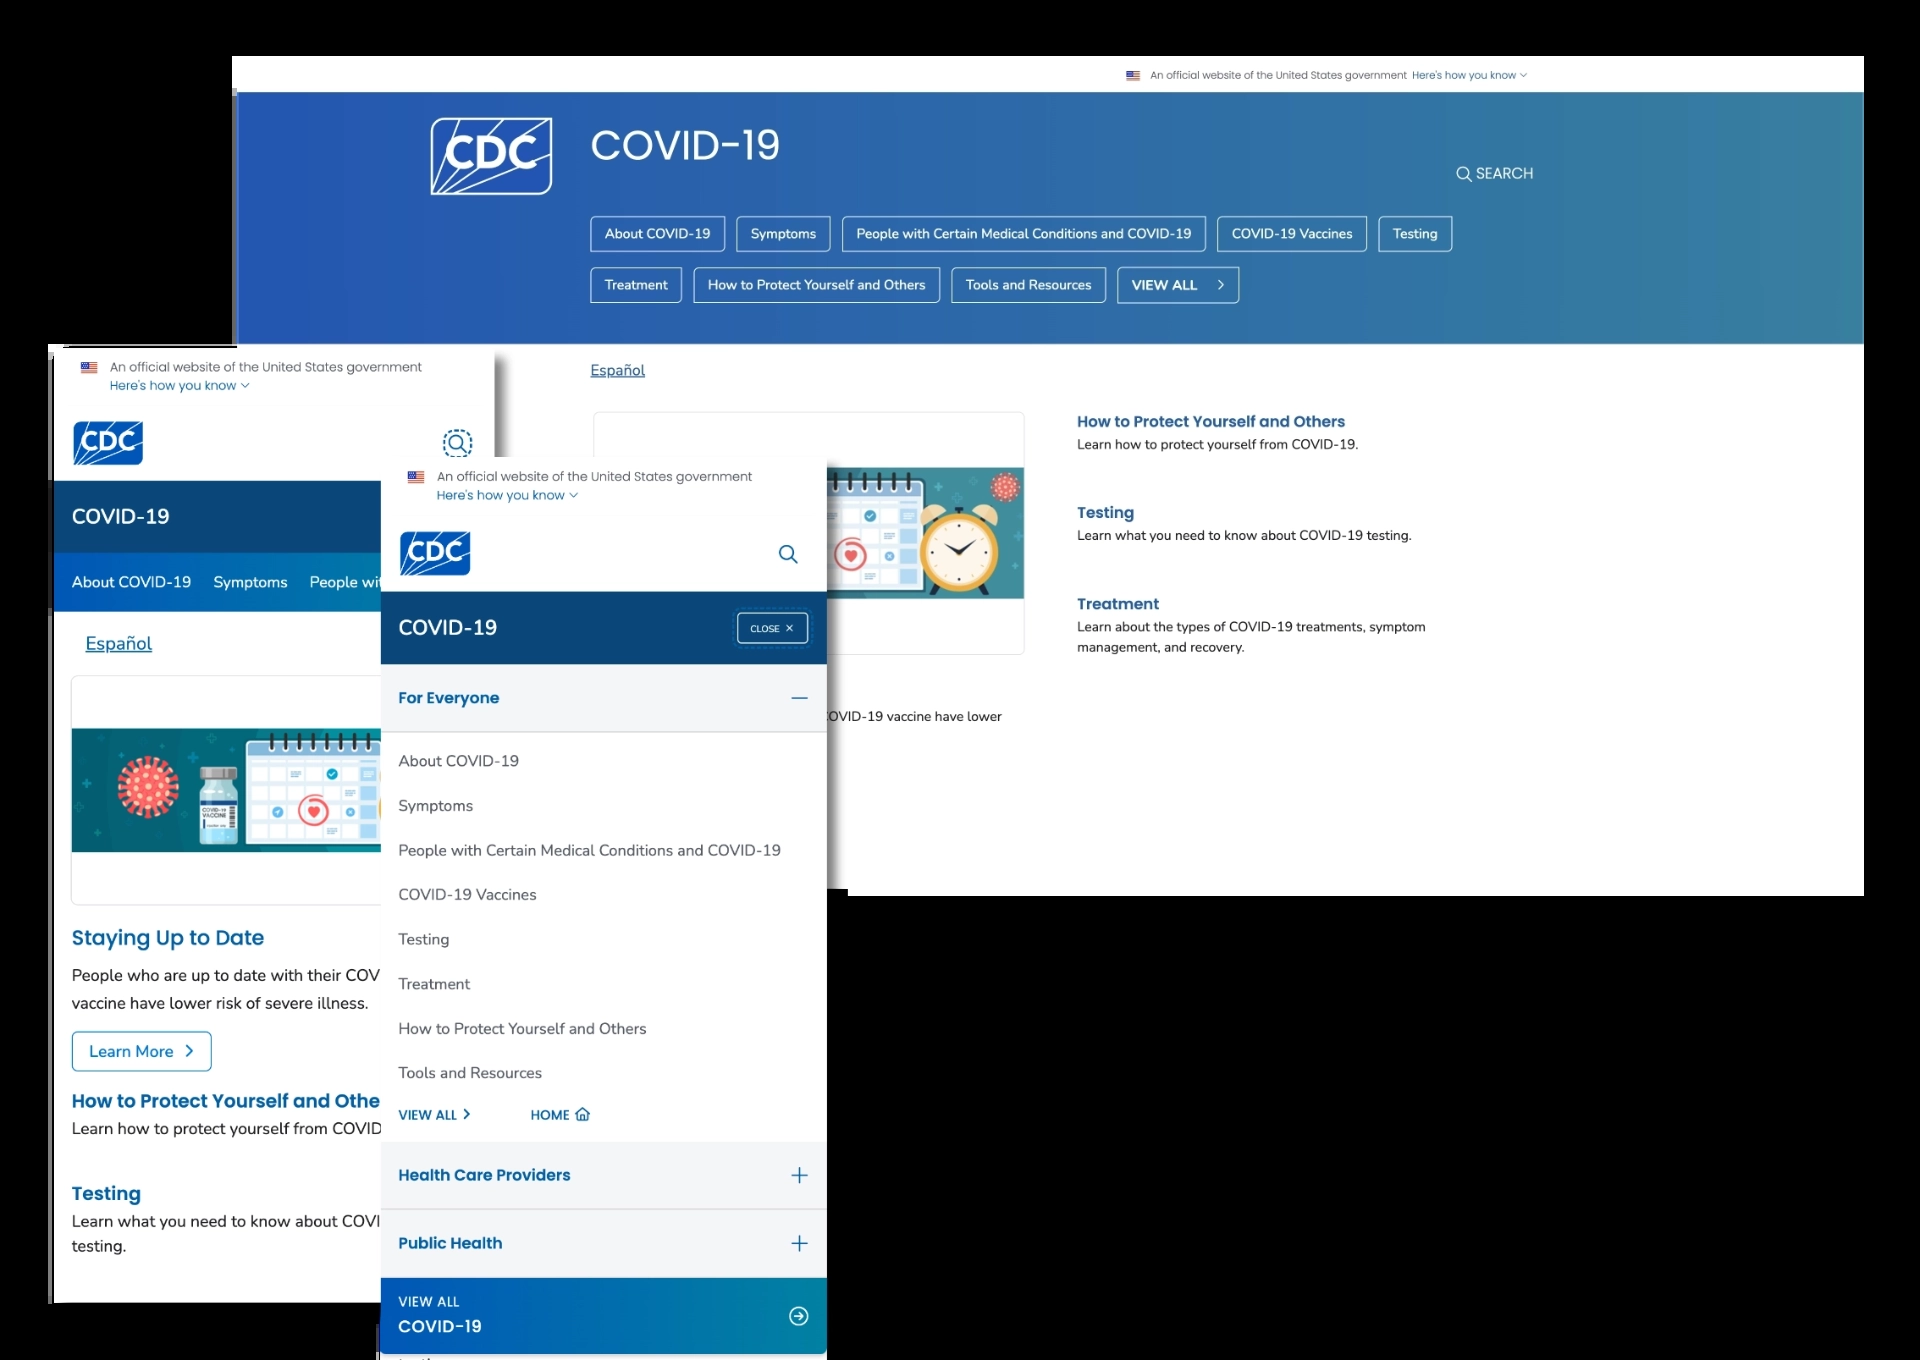 An official website of the United States government Here's how you know
CDC
COVID-19
SEARCH
About COVID-19 Symptoms People with Certain Medical Conditions and COVID-19 COVID-19 Vaccines Testing
Treatment How to Protect Yourself and Others Tools and Resources VIEW ALL
Español
How to Protect Yourself and Others
Learn how to protect yourself from COVID-19.
Testing
Learn what you need to know about COVID-19 testing.
Treatment
Learn about the types of COVID-19 treatments, symptom
management, and recovery.
OVID-19 vaccine have lower
An official website of the United States government
Here's how you know
CDC
COVID-19
About COVID-19 Symptoms People wit
Español
COVID-19
VACCINE
Staying Up to Date
People who are up to date with their COV
vaccine have lower risk of severe illness.
Learn More
How to Protect Yourself and Othe
Learn how to protect yourself from COVID
Testing
Learn what you need to know about COVI
testing.
An official website of the United States government
Here's how you know
CDC
COVID-19
CLOSE
For Everyone
About COVID-19
Symptoms
People with Certain Medical Conditions and COVID-19
COVID-19 Vaccines
Testing
Treatment
How to Protect Yourself and Others
Tools and Resources
VIEW ALL HOME
Health Care Providers
Public Health
VIEW ALL
COVID-19